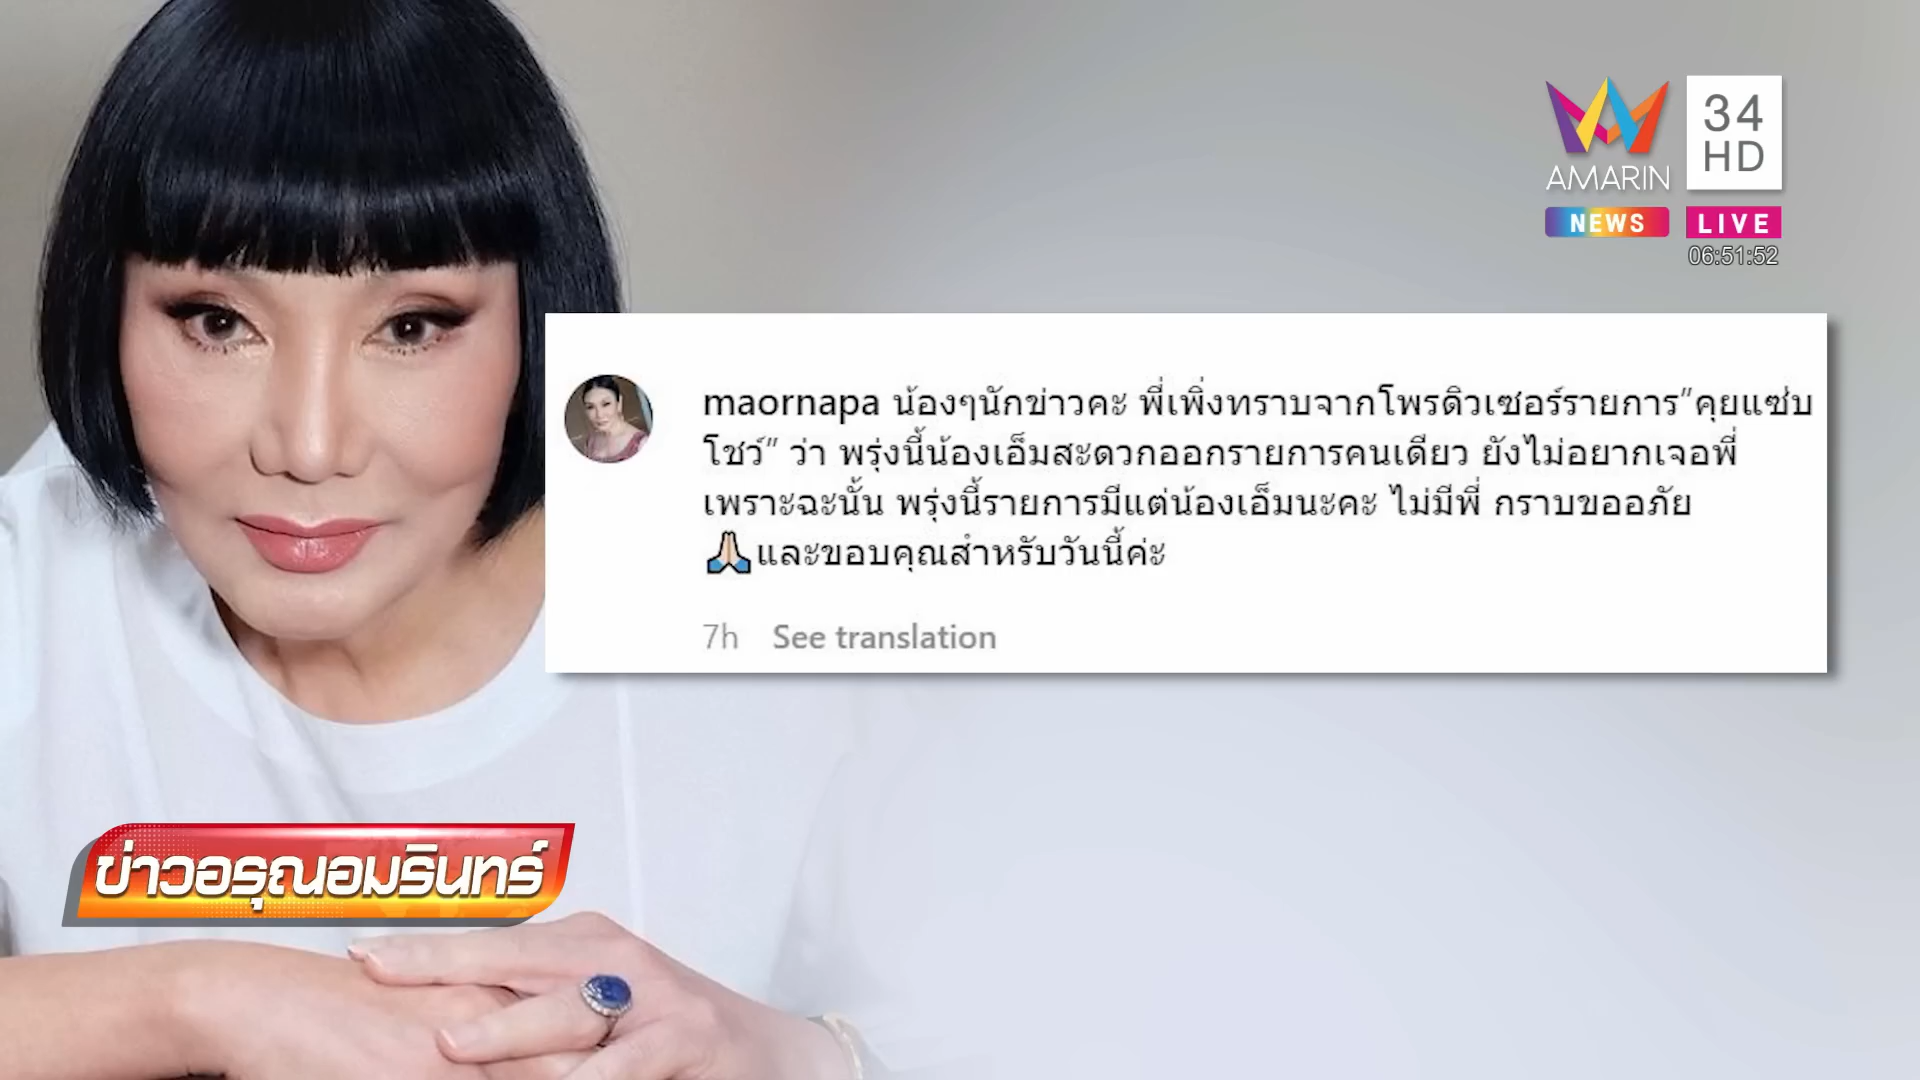 AMARIN
34
HD
NEWS
LIVE
06:51:52
maornapa น้องๆนักข่าวคะ พี่เพิ่งทราบจากโพรดิวเซอร์รายการ"คุยแซ่บ
โชว์" ว่า พรุ่งนี้น้องเอ็มสะดวกออกรายการคนเดียว ยังไม่อยากเจอพี่
เพราะฉะนั้น พรุ่งนี้รายการมีแต่น้องเอ็มนะคะ ไม่มีพี่ กราบขออภัย
🙏🏻และขอบคุณสำหรับวันนี้ค่ะ
7h See translation
ข่าวอรุณอมรินทร์